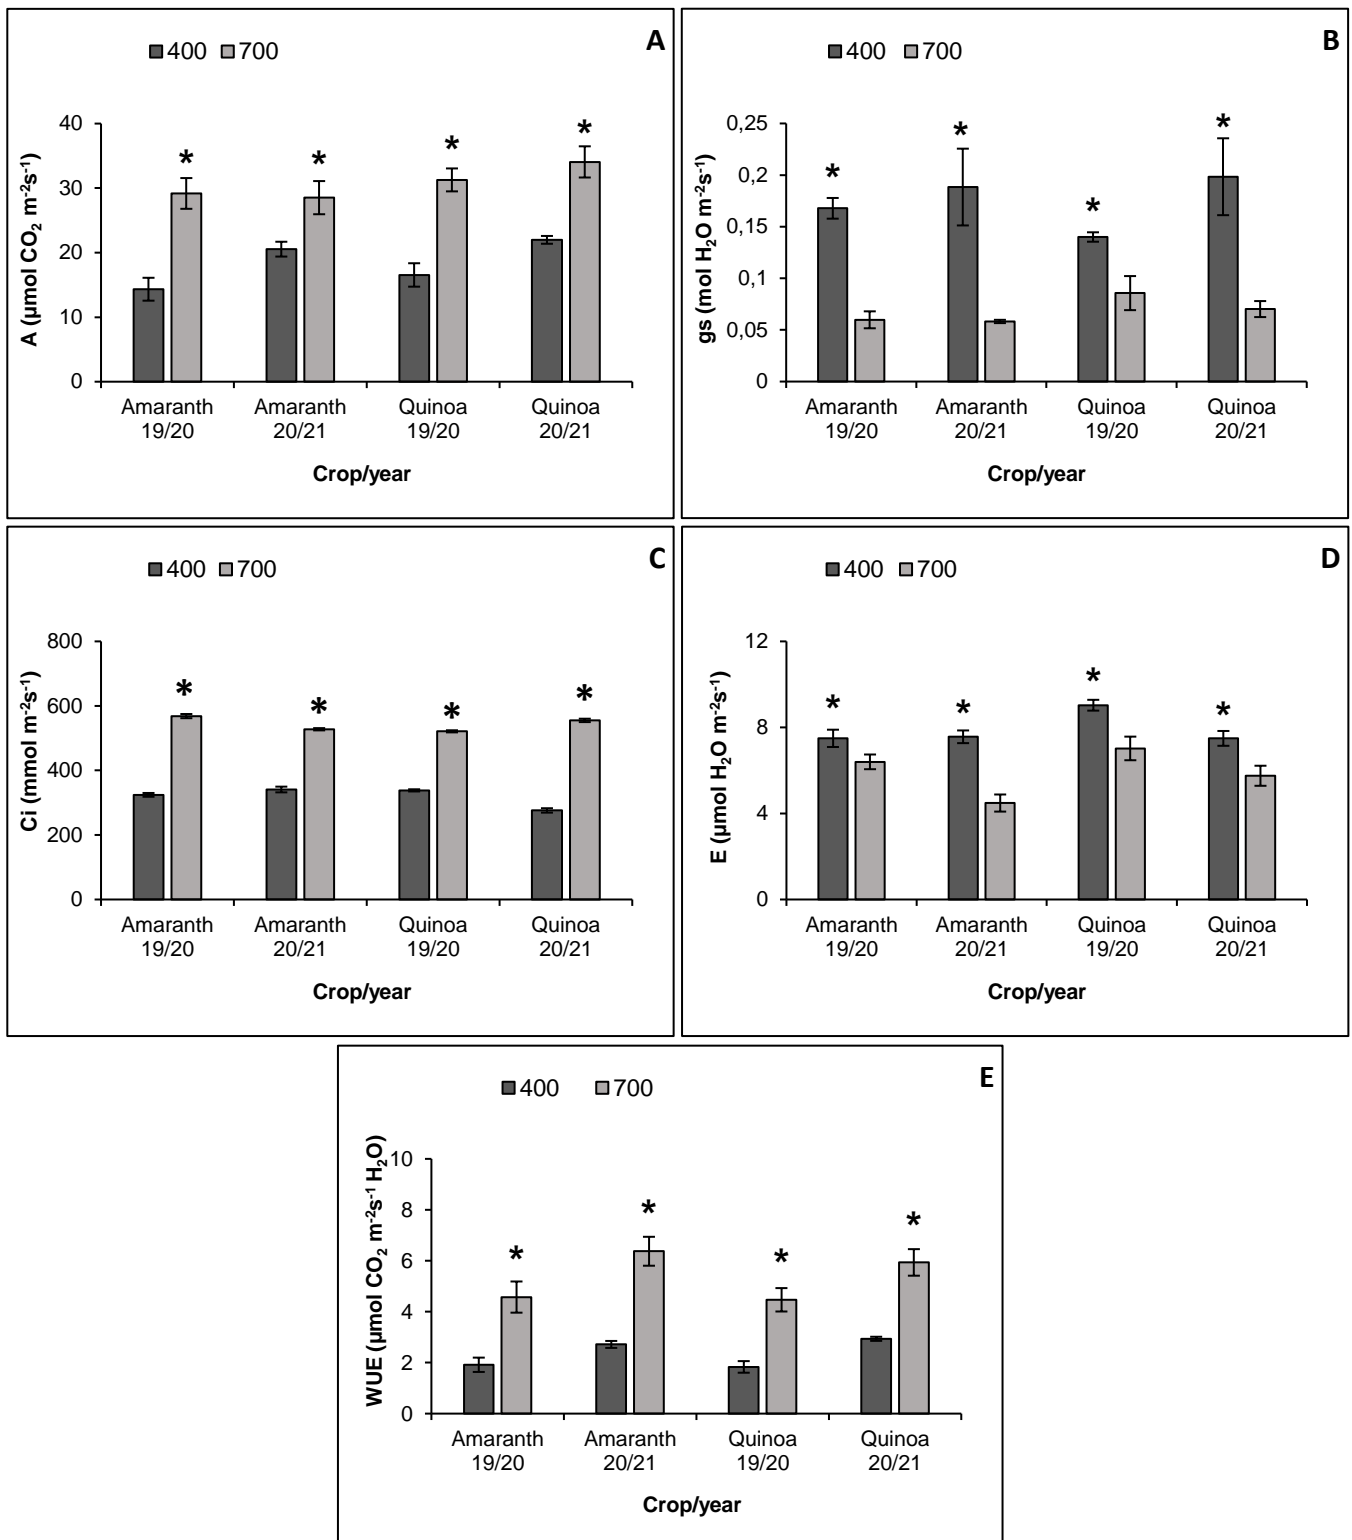 400 700
A
A (µmol CO₂ m⁻²s⁻¹)
40
30
20
10
0
*
*
*
*
Amaranth Amaranth Quinoa Quinoa
19/20 20/21 19/20 20/21
Crop/year
400 700
B
gs (mol H₂O m⁻²s⁻¹)
0,25
0,2
0,15
0,1
0,05
0
*
*
*
*
Amaranth Amaranth Quinoa Quinoa
19/20 20/21 19/20 20/21
Crop/year
400 700
C
Ci (mmol m⁻²s⁻¹)
800
600
400
200
0
*
*
*
*
Amaranth Amaranth Quinoa Quinoa
19/20 20/21 19/20 20/21
Crop/year
400 700
D
E (µmol H₂O m⁻²s⁻¹)
12
8
4
0
*
*
*
*
Amaranth Amaranth Quinoa Quinoa
19/20 20/21 19/20 20/21
Crop/year
400 700
E
WUE (µmol CO₂ m⁻²s⁻¹ H₂O)
10
8
6
4
2
0
*
*
*
*
Amaranth Amaranth Quinoa Quinoa
19/20 20/21 19/20 20/21
Crop/year